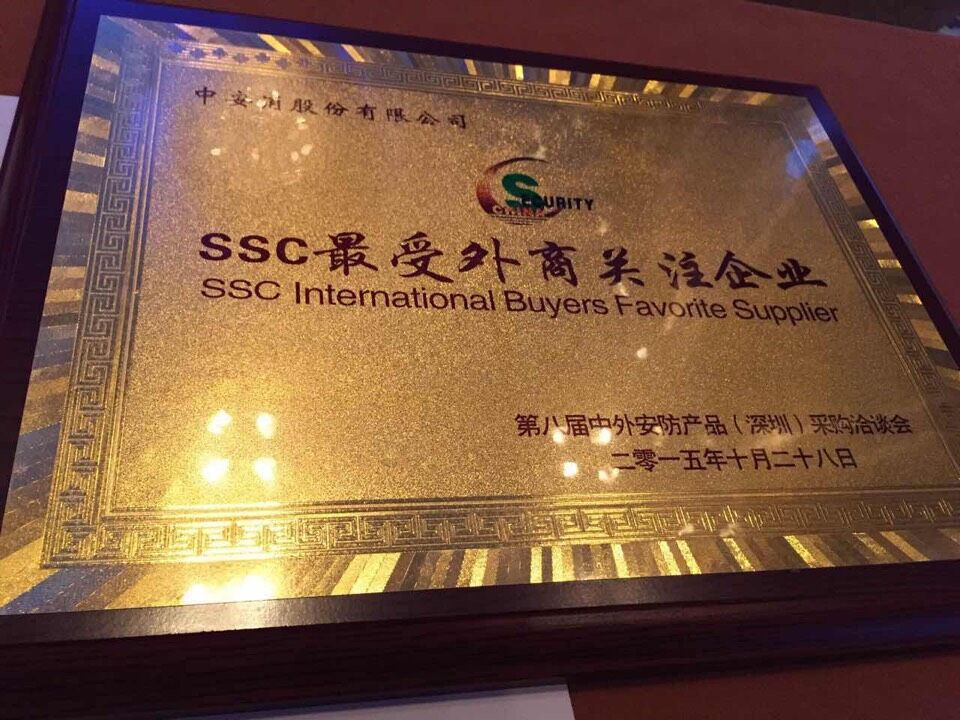 中安消股份有限公司
SECURITY
CHINA
SSC最受外商关注企业
SSC International Buyers Favorite Supplier
第八届中外安防产品（深圳）采购洽谈会
二零一五年十月二十八日